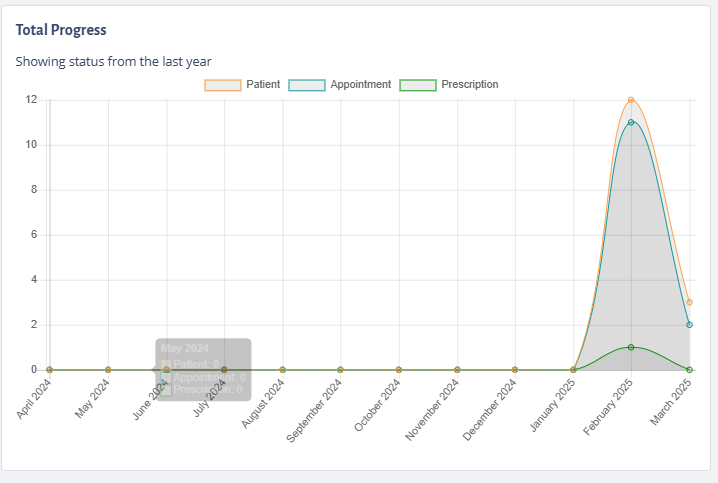 Total Progress
Showing status from the last year
Patient Appointment Prescription
12
10
8
6
4
2
0
May 2024
Patient: 0
Appointment: 0
Prescription: 0
April 2024 May 2024 June 2024 July 2024 August 2024 September 2024 October 2024 November 2024 December 2024 January 2025 February 2025 March 2025